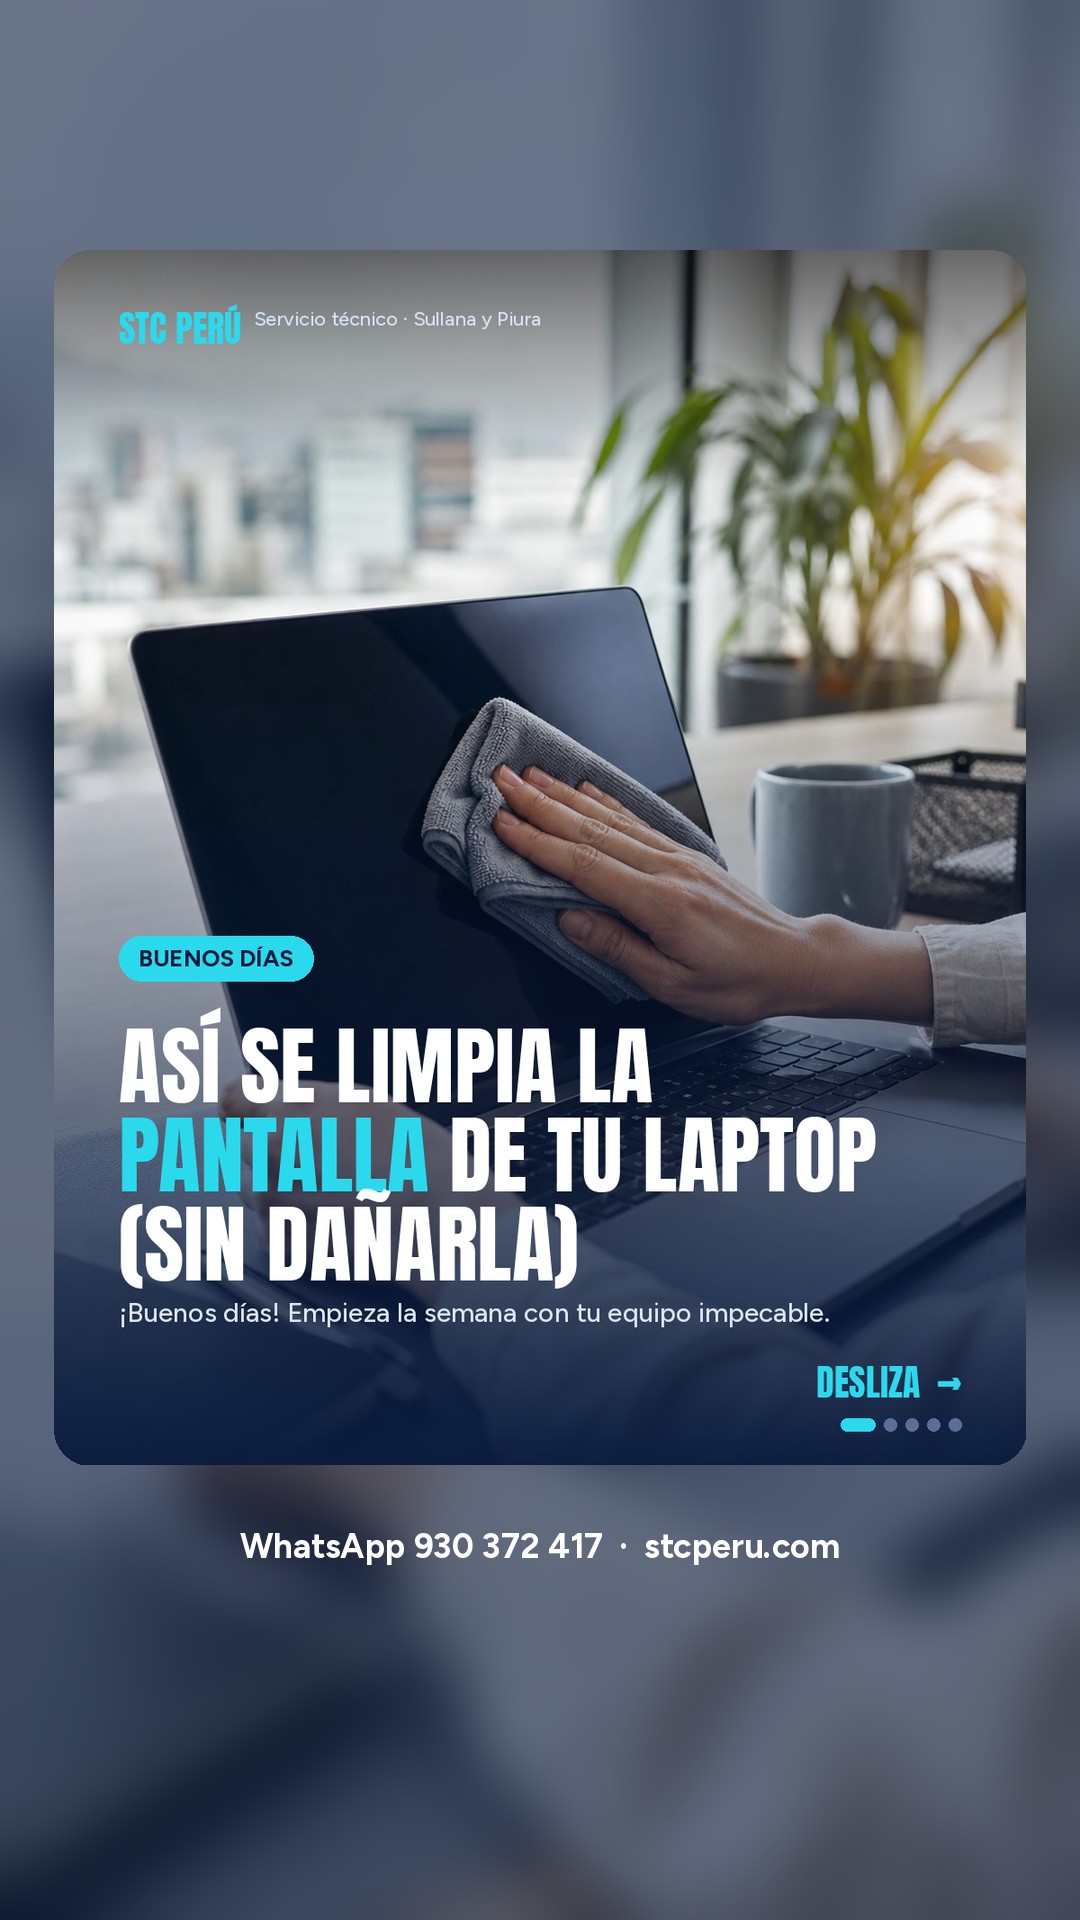 STC PERÚ Servicio técnico · Sullana y Piura
BUENOS DÍAS
ASÍ SE LIMPIA LA
PANTALLA DE TU LAPTOP
(SIN DAÑARLA)
¡Buenos días! Empieza la semana con tu equipo impecable.
DESLIZA →
WhatsApp 930 372 417 · stcperu.com